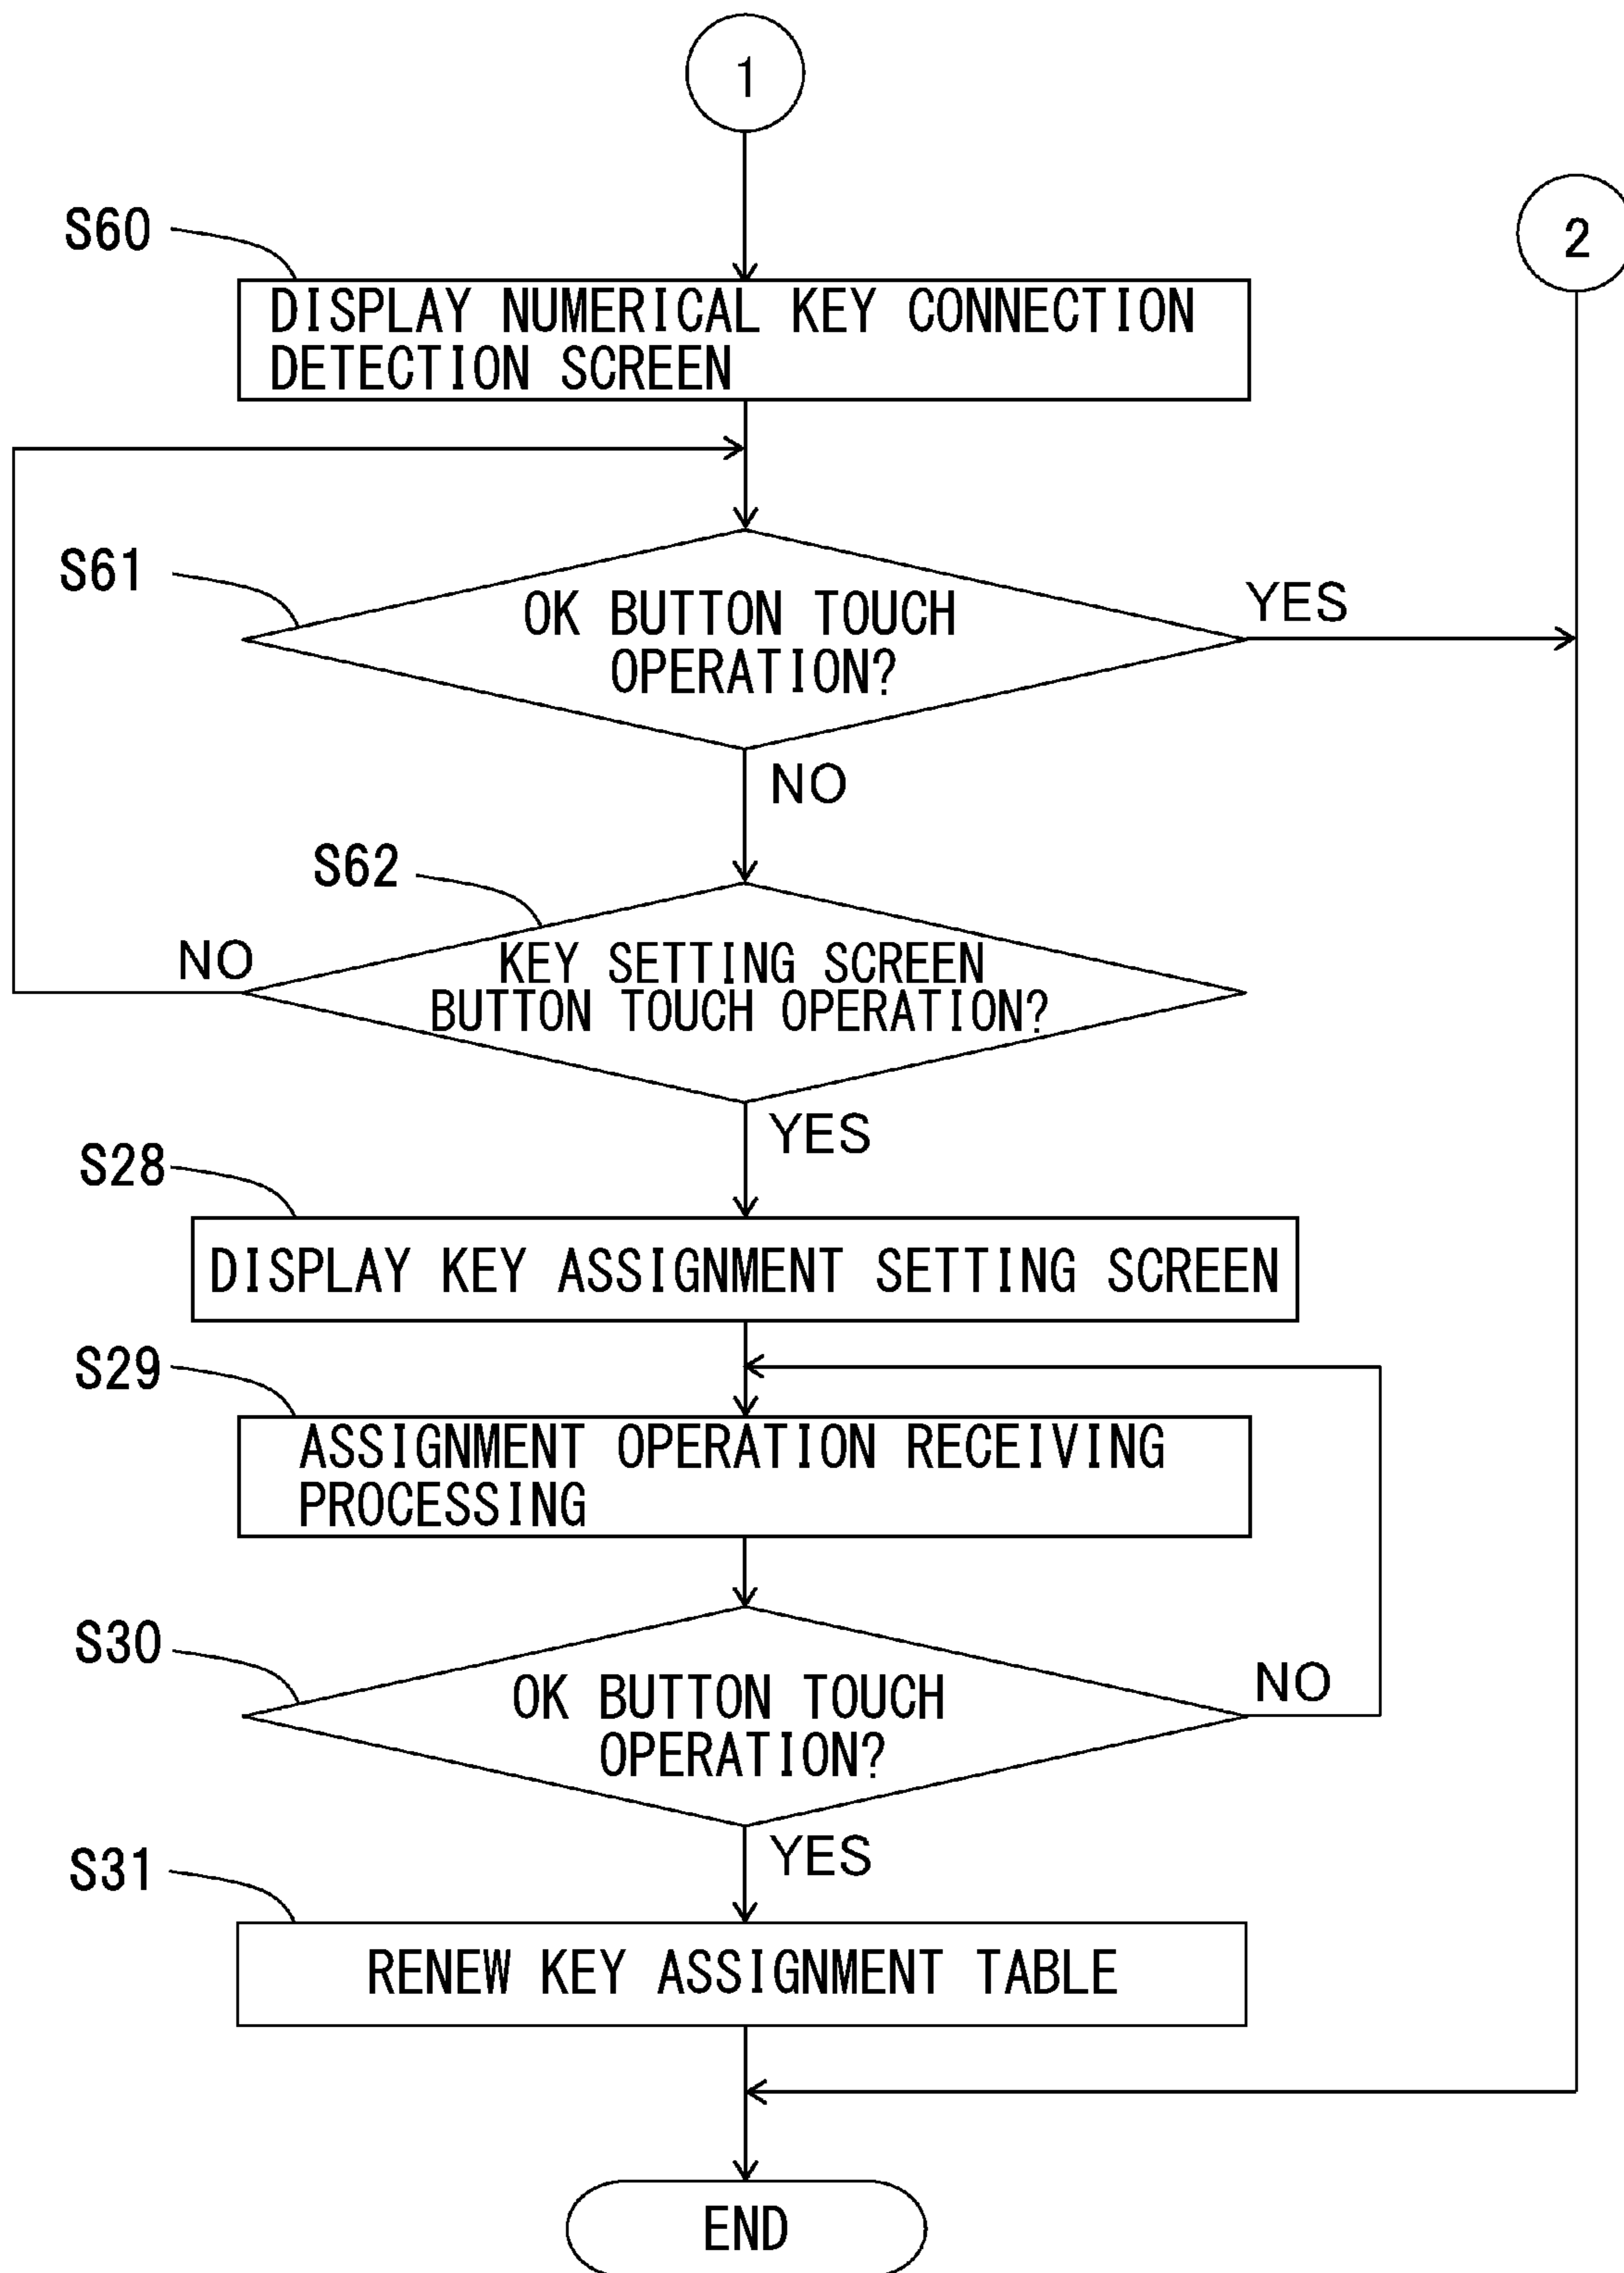 1
2
S60
DISPLAY NUMERICAL KEY CONNECTION
DETECTION SCREEN
S61
OK BUTTON TOUCH
OPERATION?
YES
NO
S62
NO
KEY SETTING SCREEN
BUTTON TOUCH OPERATION?
YES
S28
DISPLAY KEY ASSIGNMENT SETTING SCREEN
S29
ASSIGNMENT OPERATION RECEIVING
PROCESSING
S30
OK BUTTON TOUCH
OPERATION?
NO
YES
S31
RENEW KEY ASSIGNMENT TABLE
END